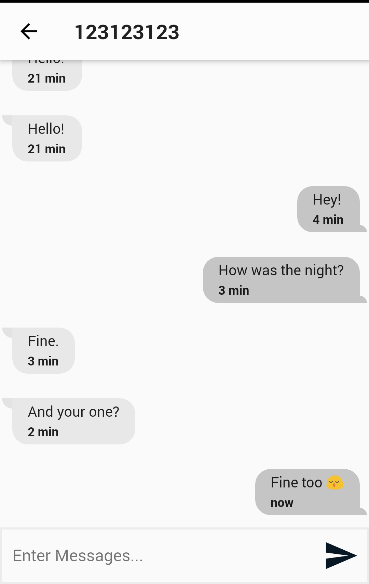 123123123
Hello!
21 min
Hello!
21 min
Hey!
4 min
How was the night?
3 min
Fine.
3 min
And your one?
2 min
Fine too 🤗
now
Enter Messages...